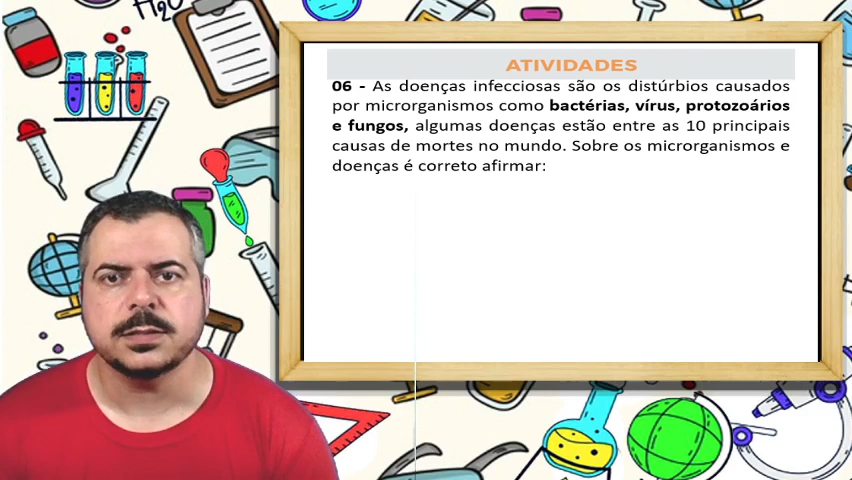 H2O
ATIVIDADES
06 - As doenças infecciosas são os distúrbios causados
por microrganismos como bactérias, vírus, protozoários
e fungos, algumas doenças estão entre as 10 principais
causas de mortes no mundo. Sobre os microrganismos e
doenças é correto afirmar: